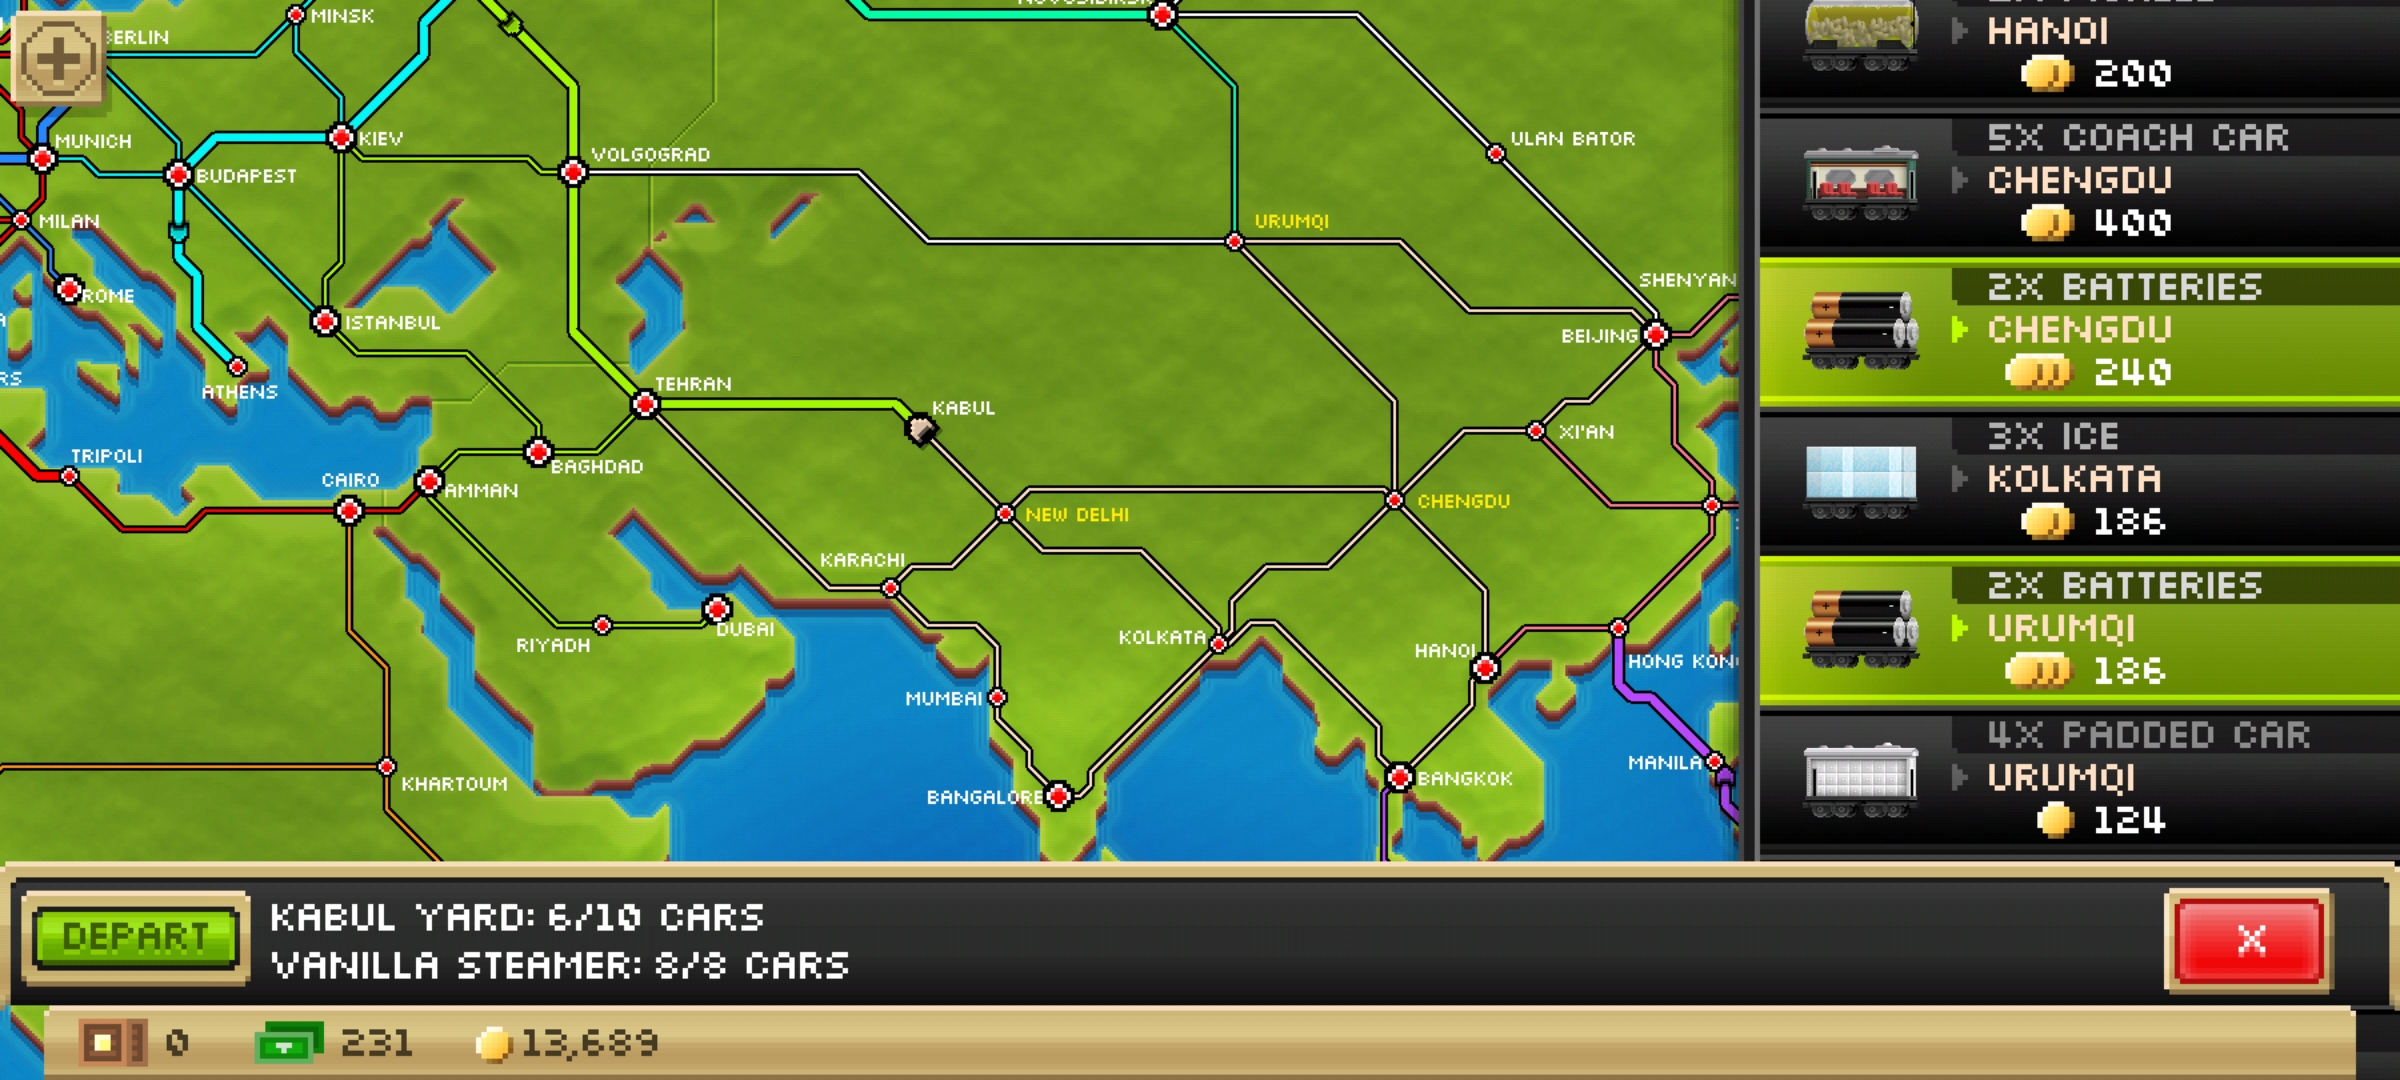 MINSK
BERLIN
MUNICH
KIEV
BUDAPEST
VOLGOGRAD
ULAN BATOR
MILAN
URUMQI
ROME
ISTANBUL
SHENYAN
BEIJING
ATHENS
TEHRAN
KABUL
XI'AN
TRIPOLI
BAGHDAD
CAIRO
AMMAN
NEW DELHI
CHENGDU
KARACHI
RIYADH
DUBAI
KOLKATA
HANOI
HONG KON
MUMBAI
MANILA
KHARTOUM
BANGALORE
BANGKOK
HANOI
200
5X COACH CAR
CHENGDU
400
2X BATTERIES
CHENGDU
240
3X ICE
KOLKATA
186
2X BATTERIES
URUMQI
186
4X PADDED CAR
URUMQI
124
DEPART
KABUL YARD: 6/10 CARS
VANILLA STEAMER: 8/8 CARS
X
0
231
13,689